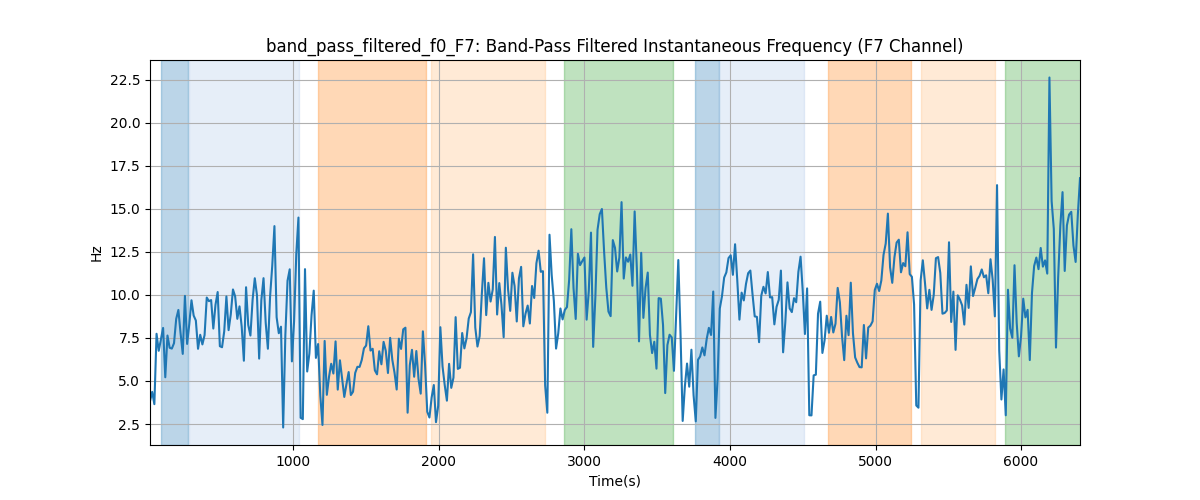 band_pass_filtered_f0_F7: Band-Pass Filtered Instantaneous Frequency (F7 Channel)
22.5
20.0
17.5
15.0
12.5
10.0
7.5
5.0
2.5
Hz
1000 2000 3000 4000 5000 6000
Time(s)